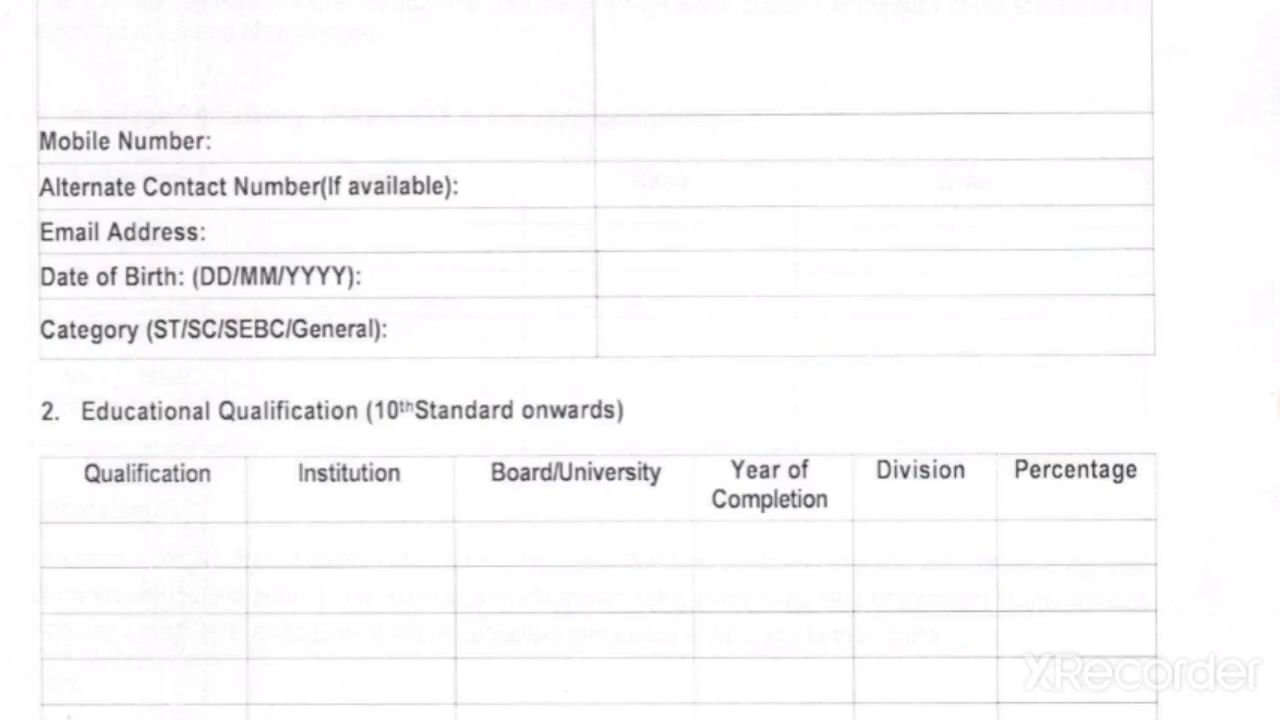 Mobile Number:
Alternate Contact Number(If available):
Email Address:
Date of Birth: (DD/MM/YYYY):
Category (ST/SC/SEBC/General):
2. Educational Qualification (10thStandard onwards)
Qualification Institution Board/University Year of Completion Division Percentage
XRecorder